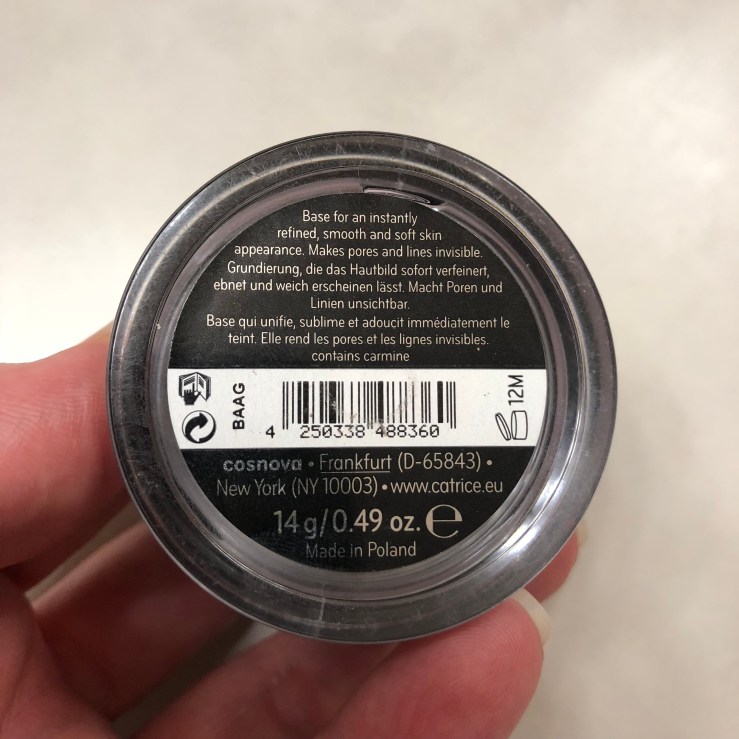 Base for an instantly
refined, smooth and soft skin
appearance. Makes pores and lines invisible.
Grundierung, die das Hautbild sofort verfeinert,
ebnet und weich erscheinen lässt. Macht Poren und
Linien unsichtbar.
Base qui unifie, sublime et adoucit immédiatement le
teint. Elle rend les pores et les lignes invisibles.
contains carmine
BAAG
4 250338 488360
12M
cosnova • Frankfurt (D-65843) •
New York (NY 10003) • www.catrice.eu
14 g/0.49 oz. e
Made in Poland